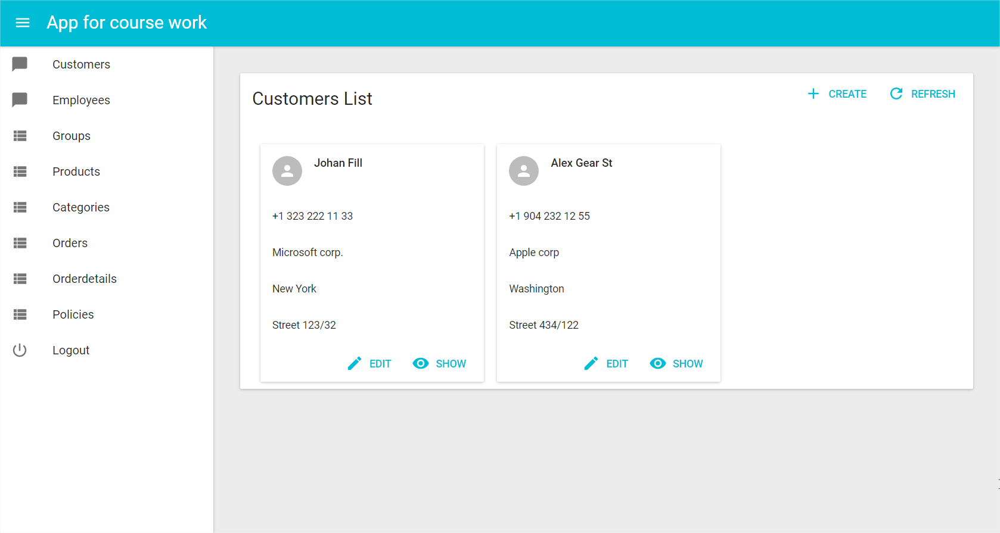 App for course work
Customers
Employees
Groups
Products
Categories
Orders
Orderdetails
Policies
Logout
Customers List
CREATE
REFRESH
Johan Fill
+1 323 222 11 33
Microsoft corp.
New York
Street 123/32
EDIT
SHOW
Alex Gear St
+1 904 232 12 55
Apple corp
Washington
Street 434/122
EDIT
SHOW